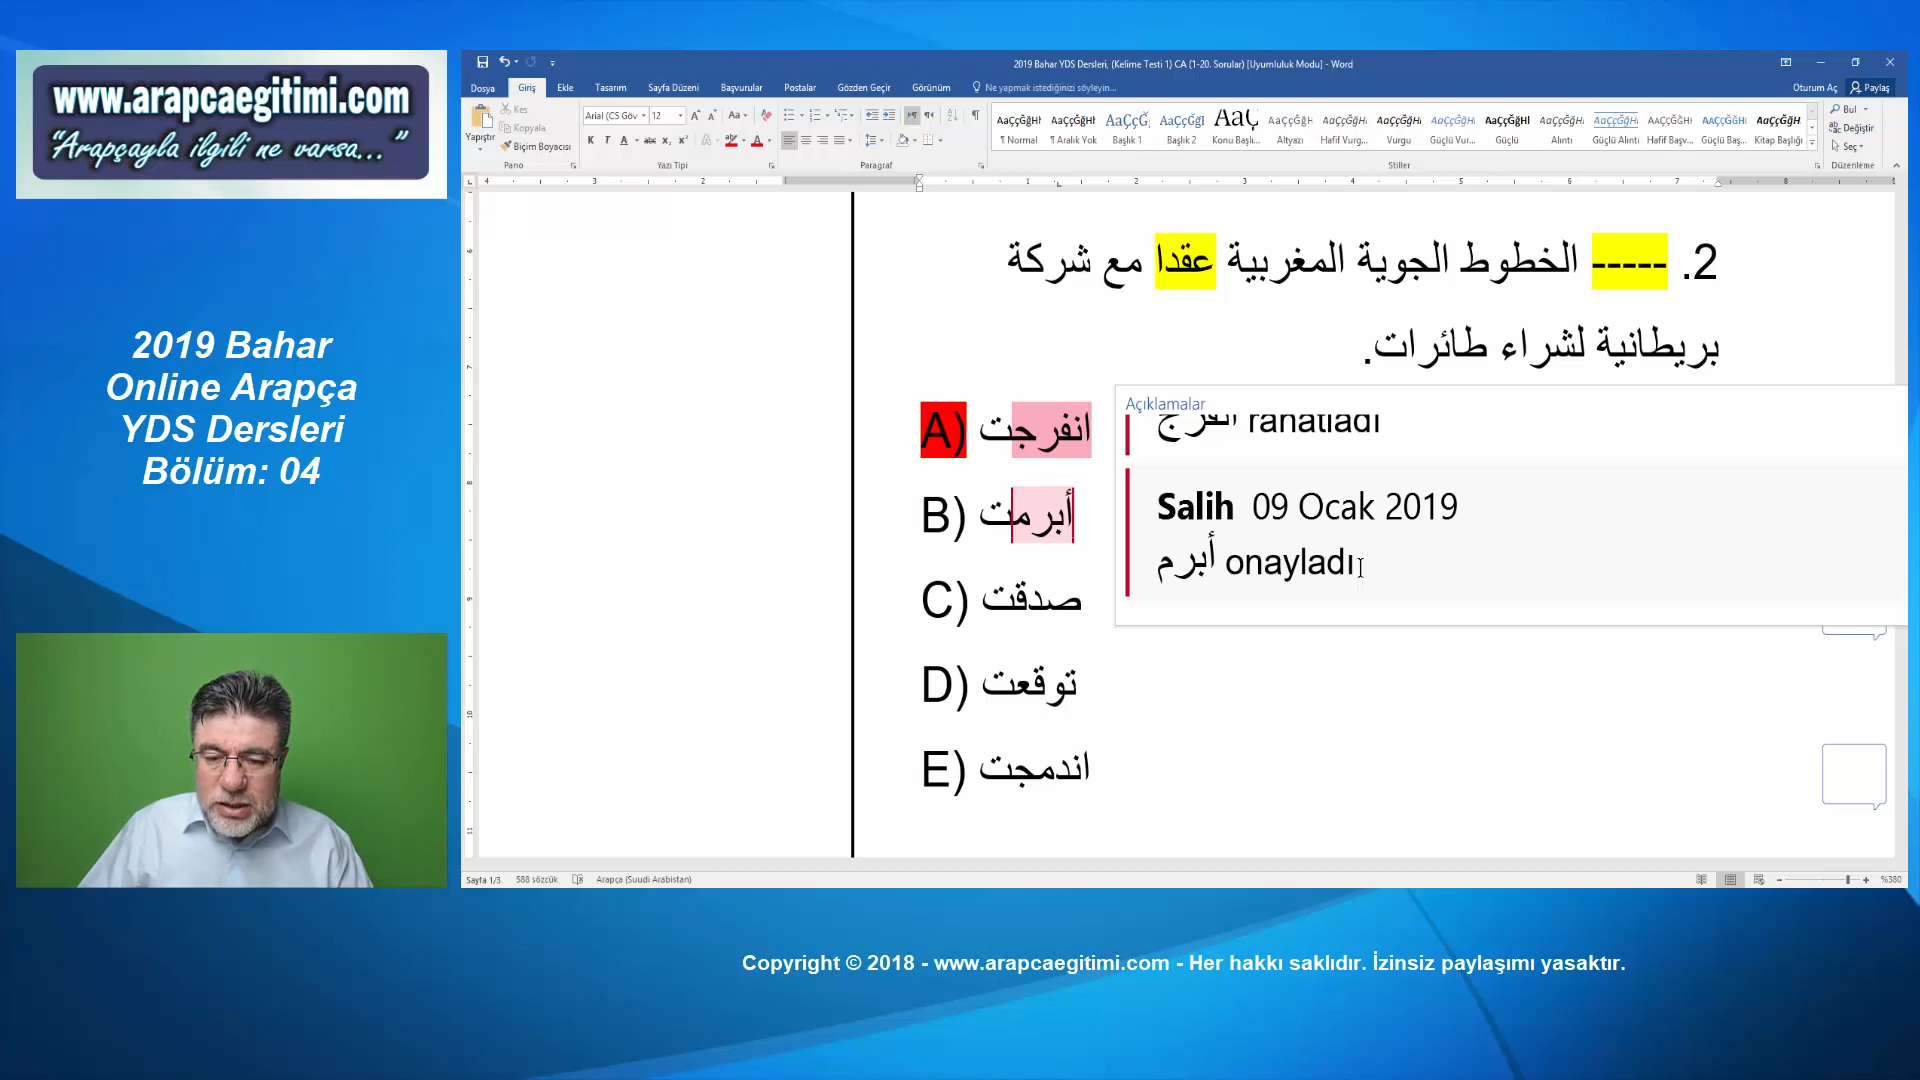 www.arapcaegitimi.com
"Arapçayla ilgili ne varsa..."
2019 Bahar
Online Arapça
YDS Dersleri
Bölüm: 04
2019 Bahar YDS Dersleri, (Kelime Testi 1) CA (1-20. Sorular) [Uyumluluk Modu] - Word
Dosya Giriş Ekle Tasarım Sayfa Düzeni Başvurular Postalar Gözden Geçir Görünüm Ne yapmak istediğinizi söyleyin... Oturum Aç Paylaş
Yapıştır Kes Kopyala Biçim Boyacısı
Arial (CS Göv 12
¶ Normal ¶ Aralık Yok Başlık 1 Başlık 2 Konu Başlı... Altyazı Hafif Vurg... Vurgu Güçlü Vur... Güçlü Alıntı Güçlü Alıntı Hafif Başv... Güçlü Baş... Kitap Başlığı
Bul Değiştir Seç
Pano Yazı Tipi Paragraf Stiller Düzenleme
2. ----- الخطوط الجوية المغربية عقدا مع شركة
بريطانية لشراء طائرات.
A) انفرجت
B) أبرمت
C) صدقت
D) توقعت
E) اندمجت
Açıklamalar
انفرج rahatladı
Salih 09 Ocak 2019
أبرم onayladı
Sayfa 1/3 588 sözcük Arapça (Suudi Arabistan) %380
Copyright © 2018 - www.arapcaegitimi.com - Her hakkı saklıdır. İzinsiz paylaşımı yasaktır.